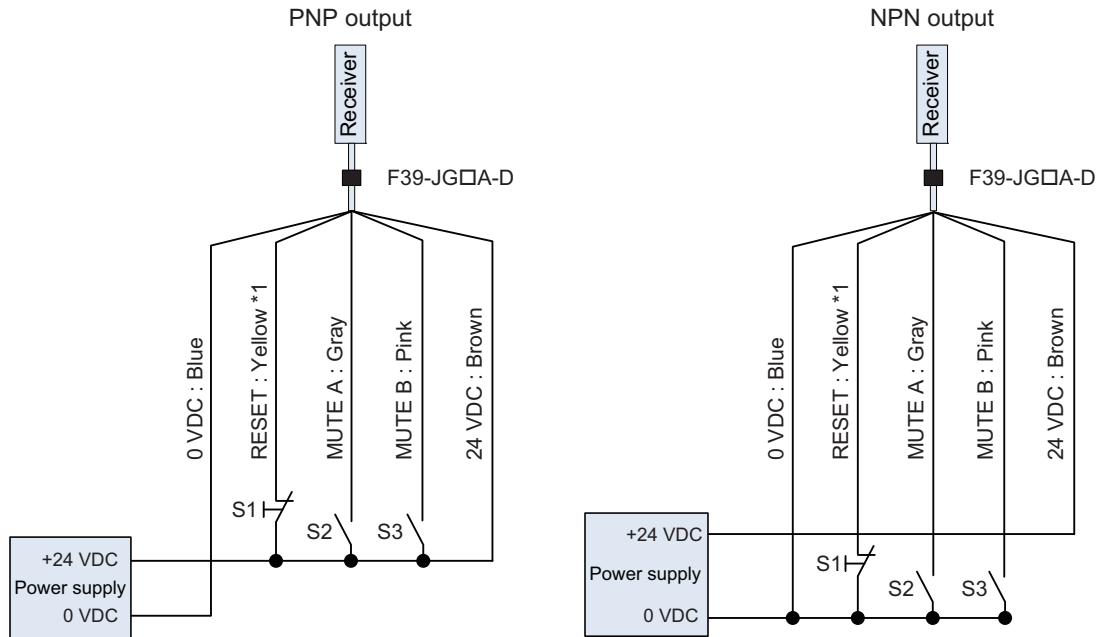 PNP output
Receiver
F39-JG□A-D
0 VDC : Blue
RESET : Yellow *1
MUTE A : Gray
MUTE B : Pink
24 VDC : Brown
S1
S2
S3
+24 VDC
Power supply
0 VDC
NPN output
Receiver
F39-JG□A-D
0 VDC : Blue
RESET : Yellow *1
MUTE A : Gray
MUTE B : Pink
24 VDC : Brown
+24 VDC
Power supply
0 VDC
S1
S2
S3